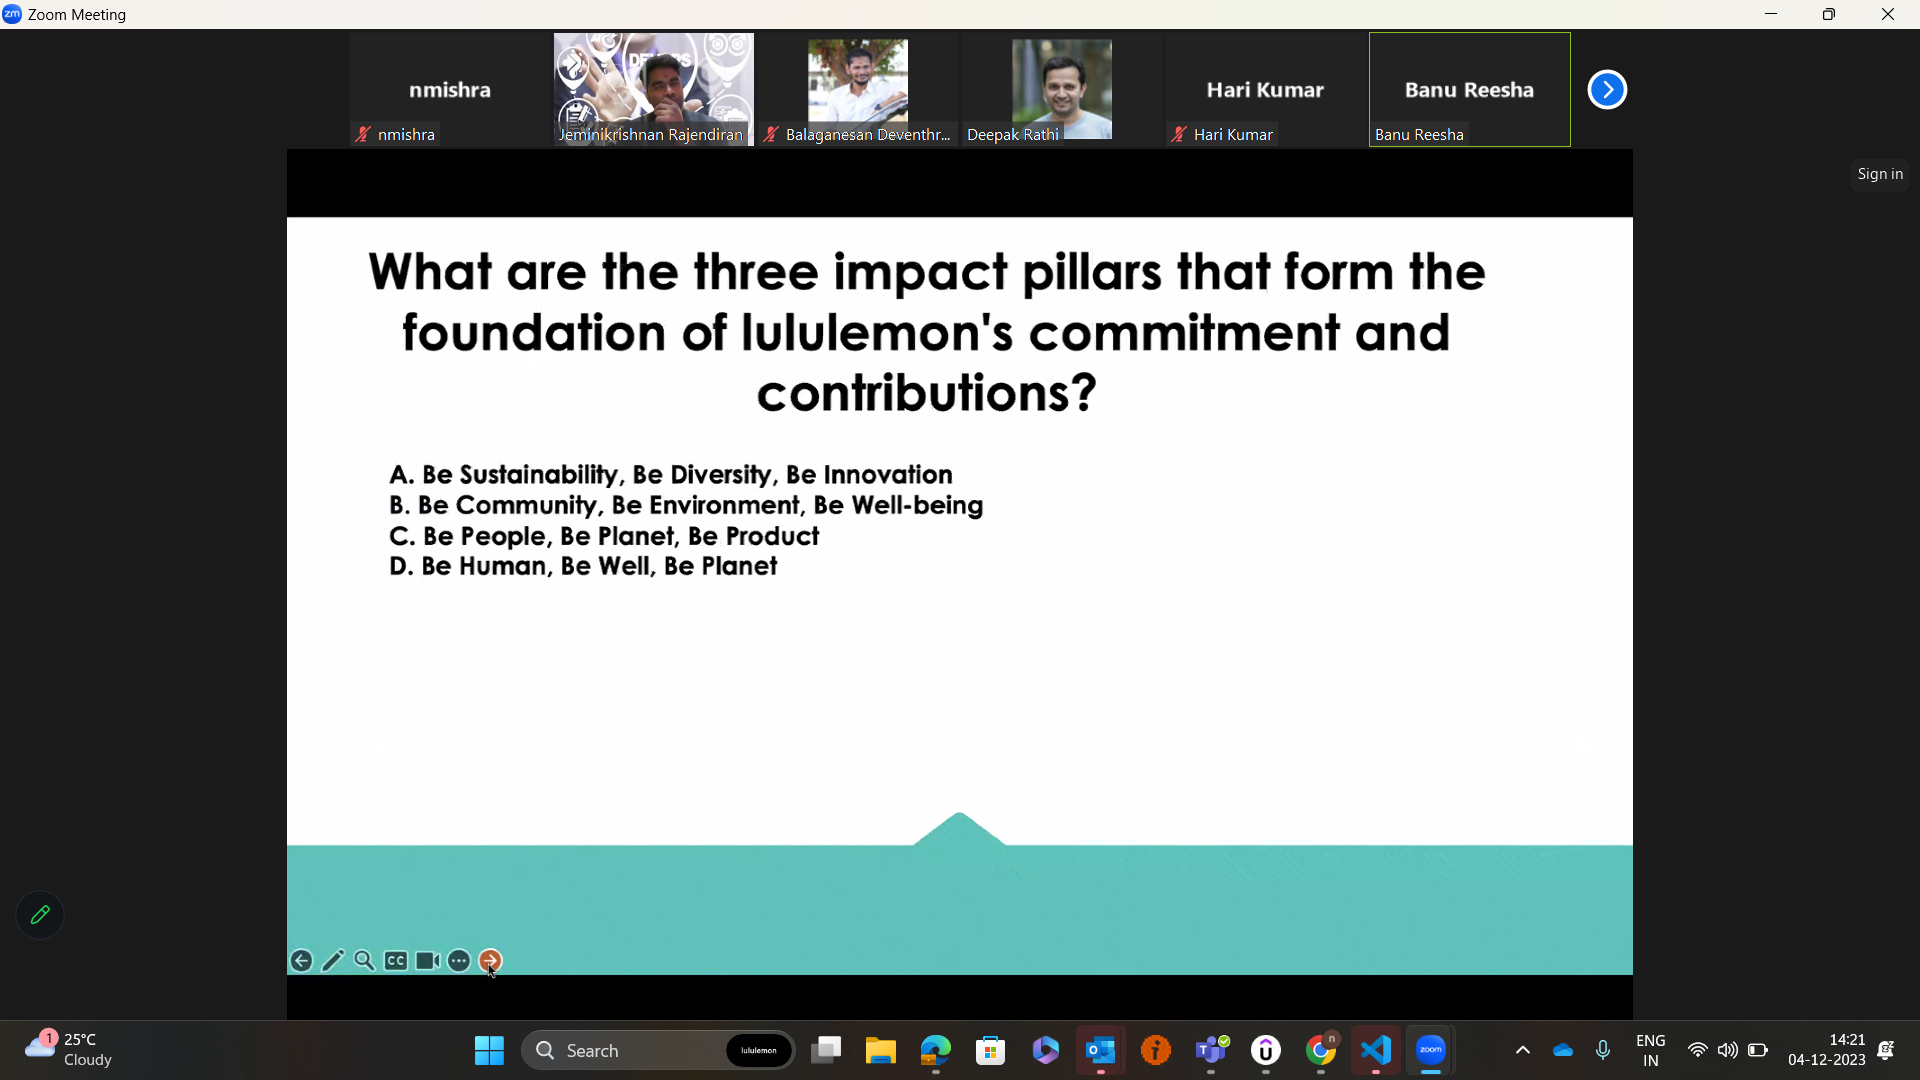 Zoom Meeting
nmishra
Hari Kumar
Banu Reesha
nmishra
Jeminikrishnan Rajendiran
Balaganesan Deventhr...
Deepak Rathi
Hari Kumar
Banu Reesha
Sign in
What are the three impact pillars that form the
foundation of lululemon's commitment and
contributions?
A. Be Sustainability, Be Diversity, Be Innovation
B. Be Community, Be Environment, Be Well-being
C. Be People, Be Planet, Be Product
D. Be Human, Be Well, Be Planet
CC
1
25°C
Cloudy
Search
lululemon
zoom
ENG
IN
14:21
04-12-2023